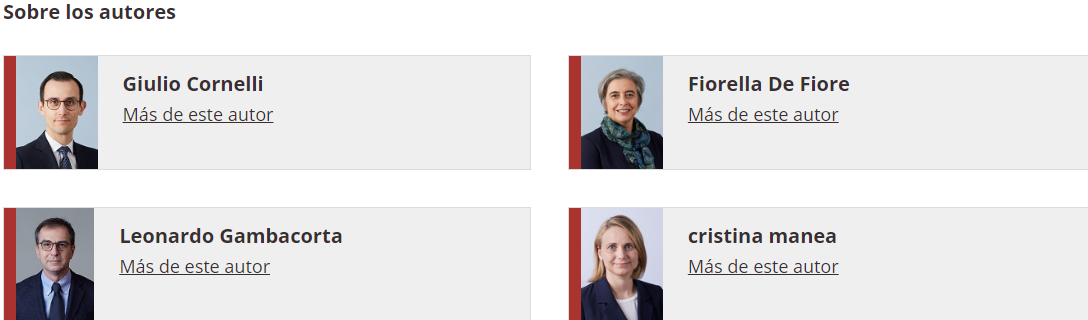 Sobre los autores
Giulio Cornelli
Más de este autor
Fiorella De Fiore
Más de este autor
Leonardo Gambacorta
Más de este autor
cristina manea
Más de este autor